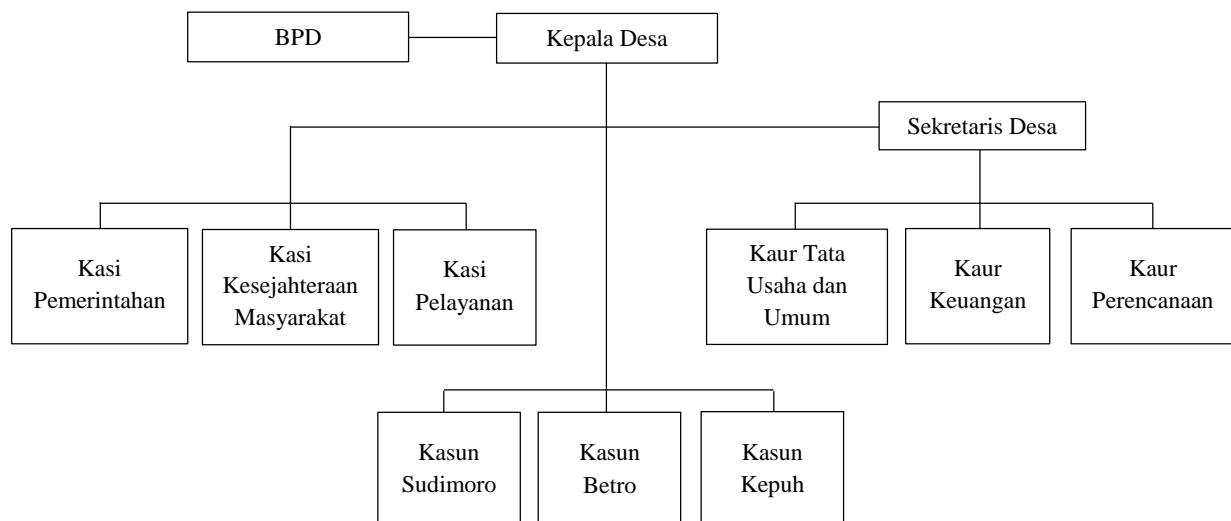 BPD
Kepala Desa
Sekretaris Desa
Kasi
Pemerintahan
Kasi
Kesejahteraan
Masyarakat
Kasi
Pelayanan
Kaur Tata
Usaha dan
Umum
Kaur
Keuangan
Kaur
Perencanaan
Kasun
Sudimoro
Kasun
Betro
Kasun
Kepuh